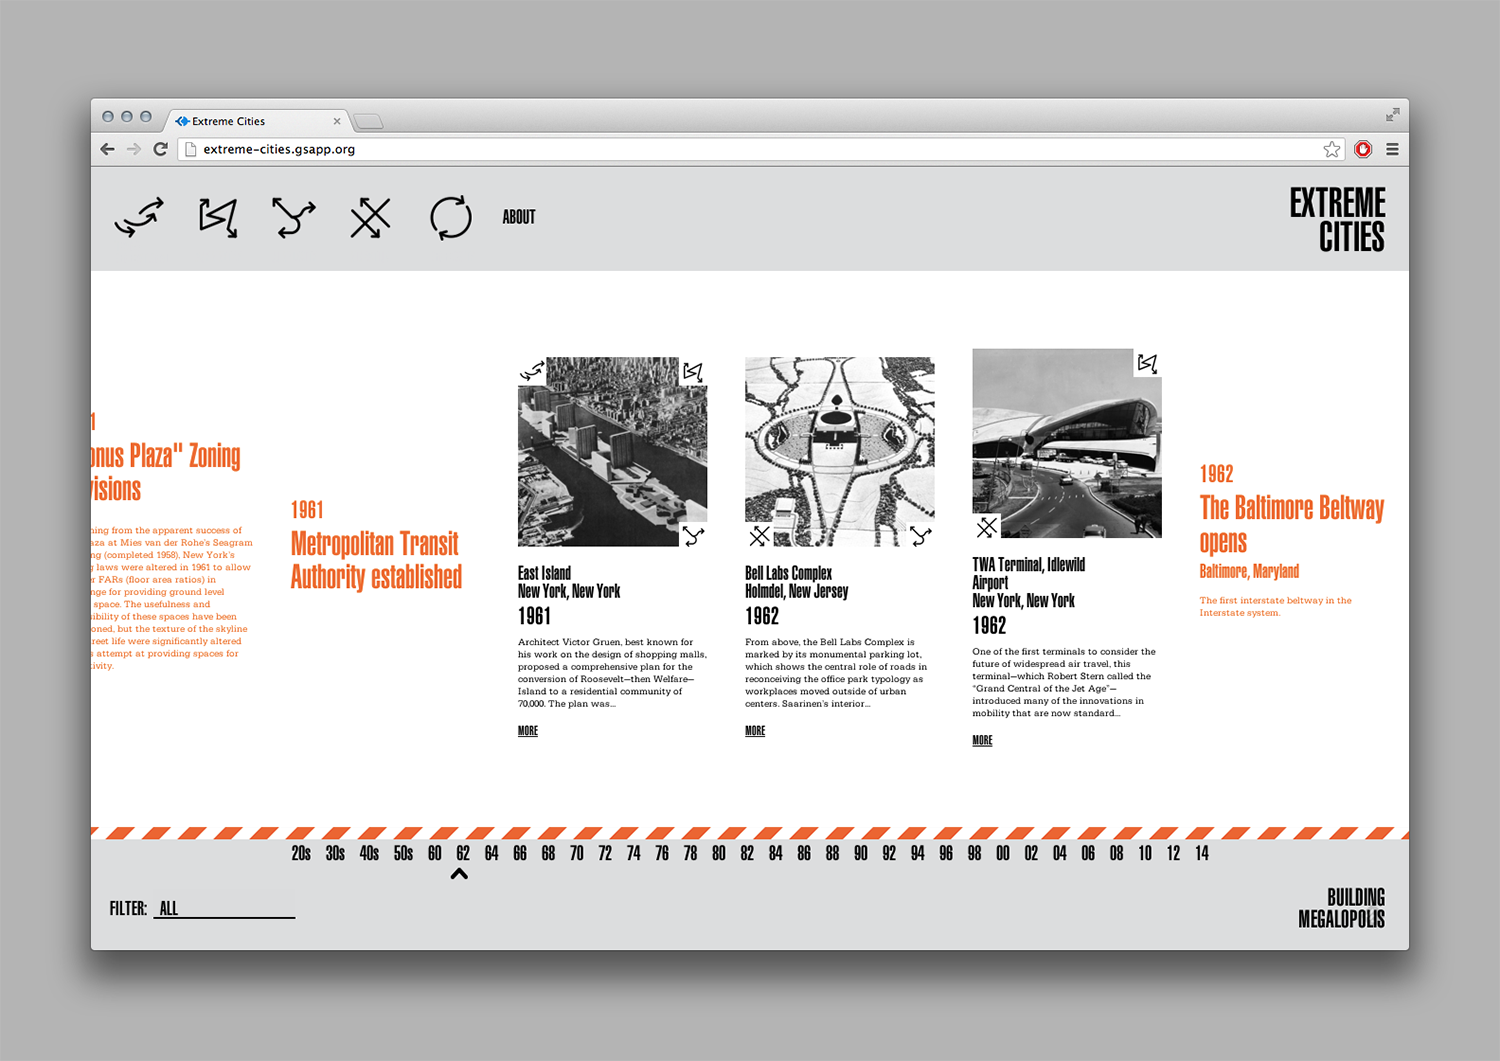 Extreme Cities
extreme-cities.gsapp.org
ABOUT
EXTREME
CITIES
1
onus Plaza" Zoning
visions
ning from the apparent success of
aza at Mies van der Rohe's Seagram
ng (completed 1958), New York's
g laws were altered in 1961 to allow
r FARs (floor area ratios) in
nge for providing ground level
space. The usefulness and
sibility of these spaces have been
oned, but the texture of the skyline
reet life were significantly altered
s attempt at providing spaces for
tivity.
1961
Metropolitan Transit
Authority established
East Island
New York, New York
1961
Architect Victor Gruen, best known for
his work on the design of shopping malls,
proposed a comprehensive plan for the
conversion of Roosevelt—then Welfare—
Island to a residential community of
70,000. The plan was...
MORE
Bell Labs Complex
Holmdel, New Jersey
1962
From above, the Bell Labs Complex is
marked by its monumental parking lot,
which shows the central role of roads in
reconceiving the office park typology as
workplaces moved outside of urban
centers. Saarinen's interior...
MORE
TWA Terminal, Idlewild
Airport
New York, New York
1962
One of the first terminals to consider the
future of widespread air travel, this
terminal—which Robert Stern called the
"Grand Central of the Jet Age"—
introduced many of the innovations in
mobility that are now standard...
MORE
1962
The Baltimore Beltway
opens
Baltimore, Maryland
The first interstate beltway in the
Interstate system.
20s 30s 40s 50s 60 62 64 66 68 70 72 74 76 78 80 82 84 86 88 90 92 94 96 98 00 02 04 06 08 10 12 14
FILTER: ALL
BUILDING
MEGALOPOLIS